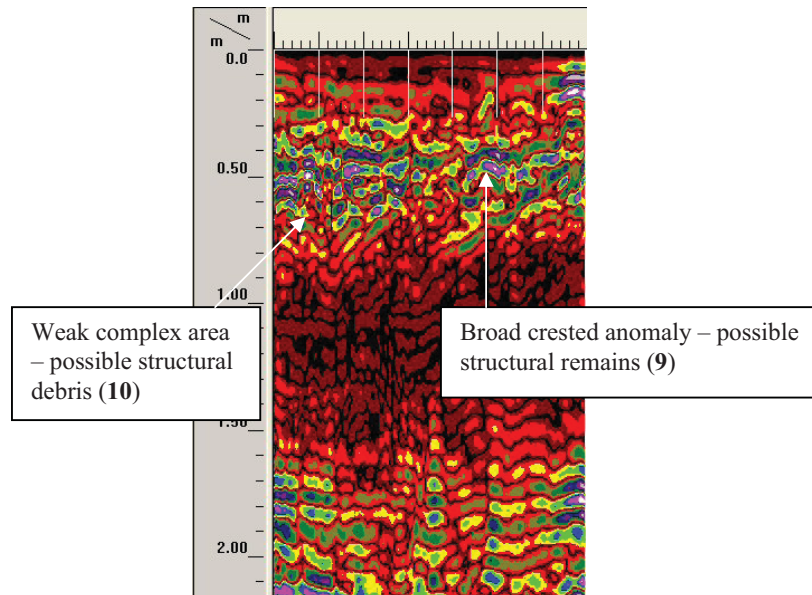 m
m
0.0
0.50
1.00
Weak complex area
– possible structural
debris (10)
Broad crested anomaly – possible
structural remains (9)
1.50
2.00